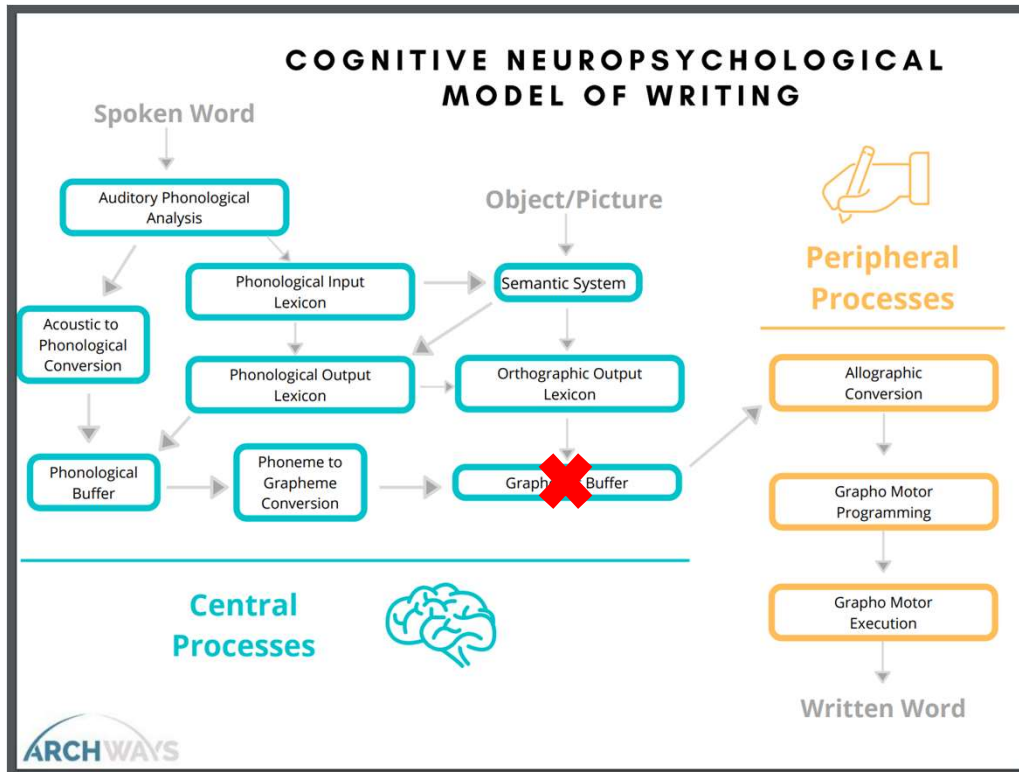 COGNITIVE NEUROPSYCHOLOGICAL
MODEL OF WRITING
Spoken Word
Auditory Phonological
Analysis
Object/Picture
Phonological Input
Lexicon
Semantic System
Acoustic to
Phonological
Conversion
Phonological Output
Lexicon
Orthographic Output
Lexicon
Phonological
Buffer
Phoneme to
Grapheme
Conversion
Buffer
Central
Processes
Peripheral
Processes
Allographic
Conversion
Grapho Motor
Programming
Grapho Motor
Execution
Written Word
ARCHWAYS